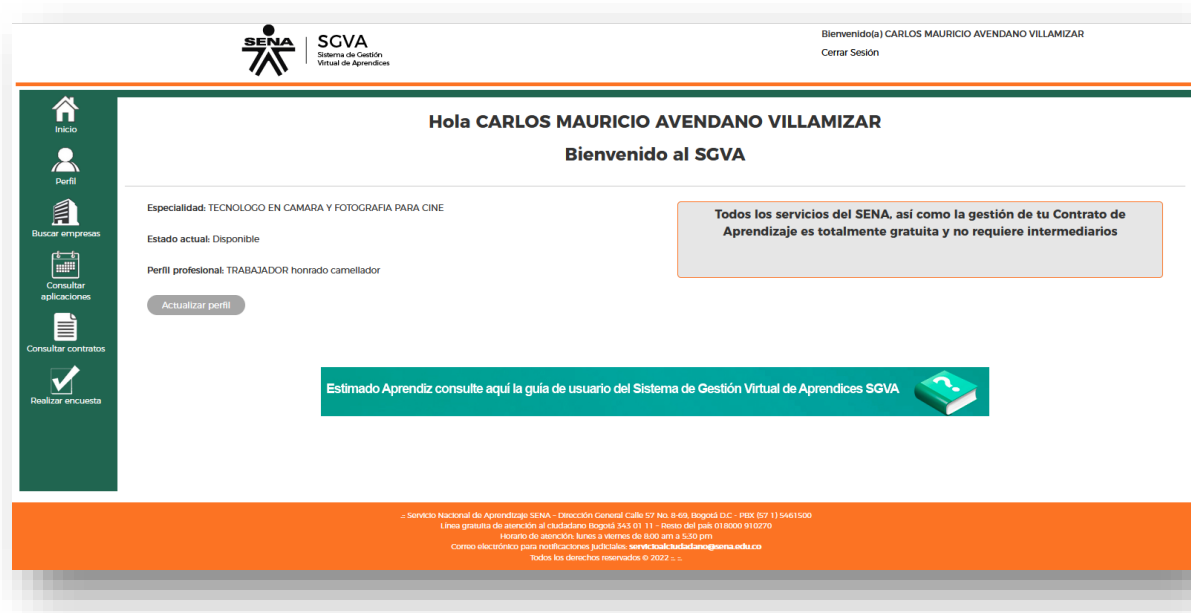 SENA
SGVA
Sistema de Gestión
Virtual de Aprendices
Bienvenido(a) CARLOS MAURICIO AVENDANO VILLAMIZAR
Cerrar Sesión
Inicio
Perfil
Buscar empresas
Consultar
aplicaciones
Consultar contratos
Realizar encuesta
Hola CARLOS MAURICIO AVENDANO VILLAMIZAR
Bienvenido al SGVA
Especialidad: TECNOLOGO EN CAMARA Y FOTOGRAFIA PARA CINE
Estado actual: Disponible
Perfil profesional: TRABAJADOR honrado camellador
Actualizar perfil
Todos los servicios del SENA, así como la gestión de tu Contrato de
Aprendizaje es totalmente gratuita y no requiere intermediarios
Estimado Aprendiz consulte aquí la guía de usuario del Sistema de Gestión Virtual de Aprendices SGVA
?
.: Servicio Nacional de Aprendizaje SENA - Dirección General Calle 57 No. 8-69, Bogotá D.C - PBX (57 1) 5461500
Línea gratuita de atención al ciudadano Bogotá 343 01 11 - Resto del país 018000 910270
Horario de atención: lunes a viernes de 8:00 am a 5:30 pm
Correo electrónico para notificaciones judiciales: servicioalciudadano@sena.edu.co
Todos los derechos reservados © 2022 :. :.